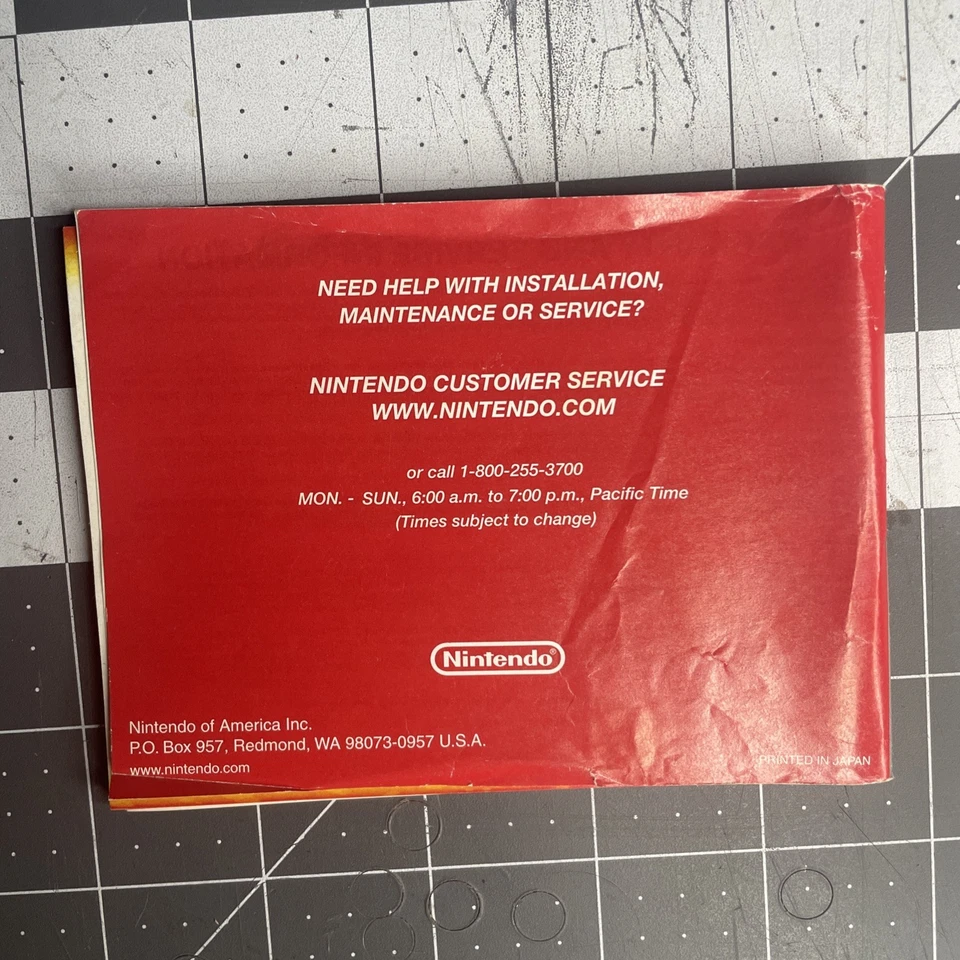 NEED HELP WITH INSTALLATION,
MAINTENANCE OR SERVICE?
NINTENDO CUSTOMER SERVICE
WWW.NINTENDO.COM
or call 1-800-255-3700
MON. - SUN., 6:00 a.m. to 7:00 p.m., Pacific Time
(Times subject to change)
Nintendo®
Nintendo of America Inc.
P.O. Box 957, Redmond, WA 98073-0957 U.S.A.
www.nintendo.com
PRINTED IN JAPAN